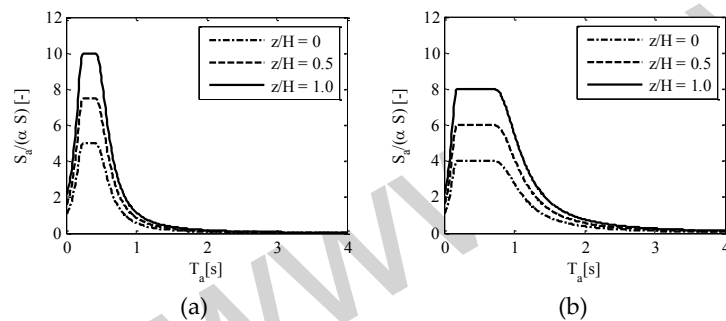 12
10
8
6
4
2
0
0 1 2 3 4
S_a/(α S) [-]
T_a[s]
z/H = 0
z/H = 0.5
z/H = 1.0
(a)
12
10
8
6
4
2
0
0 1 2 3 4
S_a/(α S) [-]
T_a[s]
z/H = 0
z/H = 0.5
z/H = 1.0
(b)